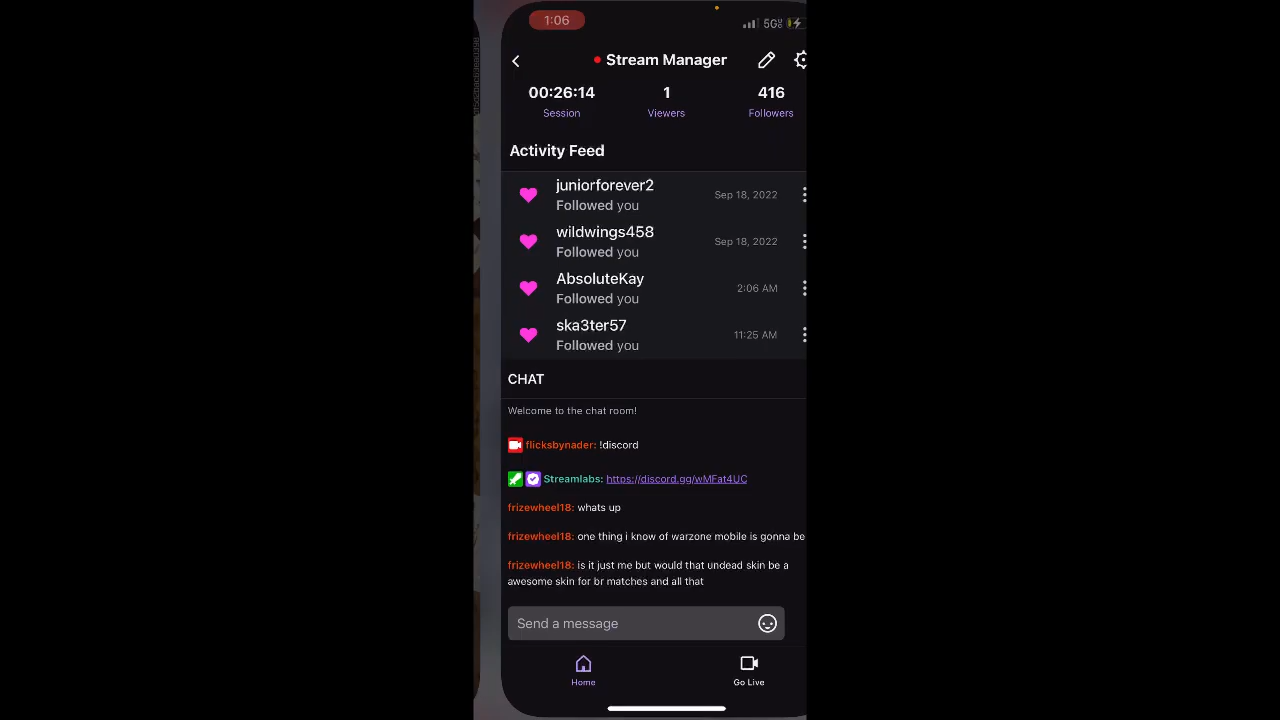 1:06
5G
Stream Manager
00:26:14
1
416
Session
Viewers
Followers
Activity Feed
juniorforever2
Followed you
Sep 18, 2022
wildwings458
Followed you
Sep 18, 2022
AbsoluteKay
Followed you
2:06 AM
ska3ter57
Followed you
11:25 AM
CHAT
Welcome to the chat room!
flicksbynader: !discord
Streamlabs: https://discord.gg/wMFat4UC
frizewheel18: whats up
frizewheel18: one thing i know of warzone mobile is gonna be
frizewheel18: is it just me but would that undead skin be a
awesome skin for br matches and all that
Send a message
Home
Go Live